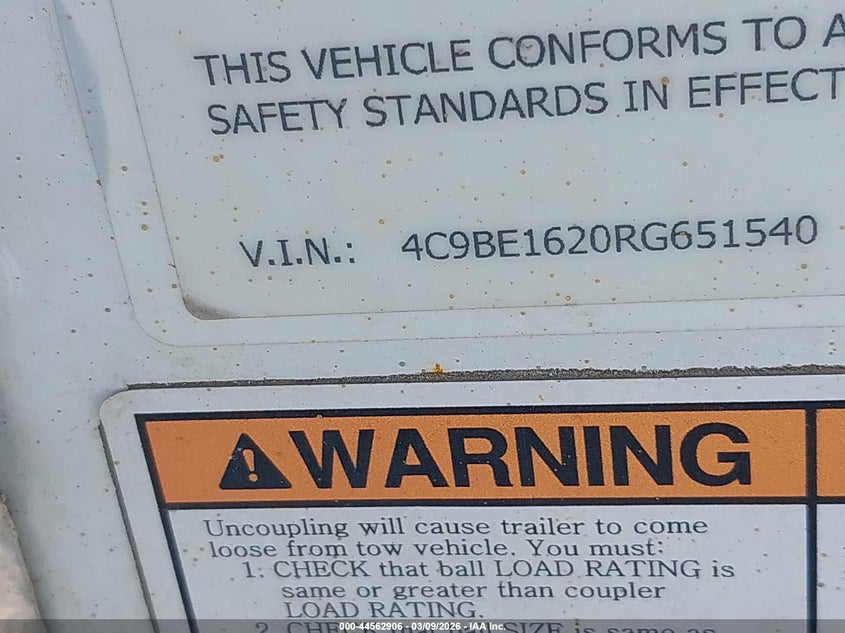 THIS VEHICLE CONFORMS TO A
SAFETY STANDARDS IN EFFECT
V.I.N.: 4C9BE1620RG651540
WARNING
Uncoupling will cause trailer to come
loose from tow vehicle. You must:
1. CHECK that ball LOAD RATING is
same or greater than coupler
LOAD RATING.
000-44562906 - 03/09/2026 - IAA Inc.